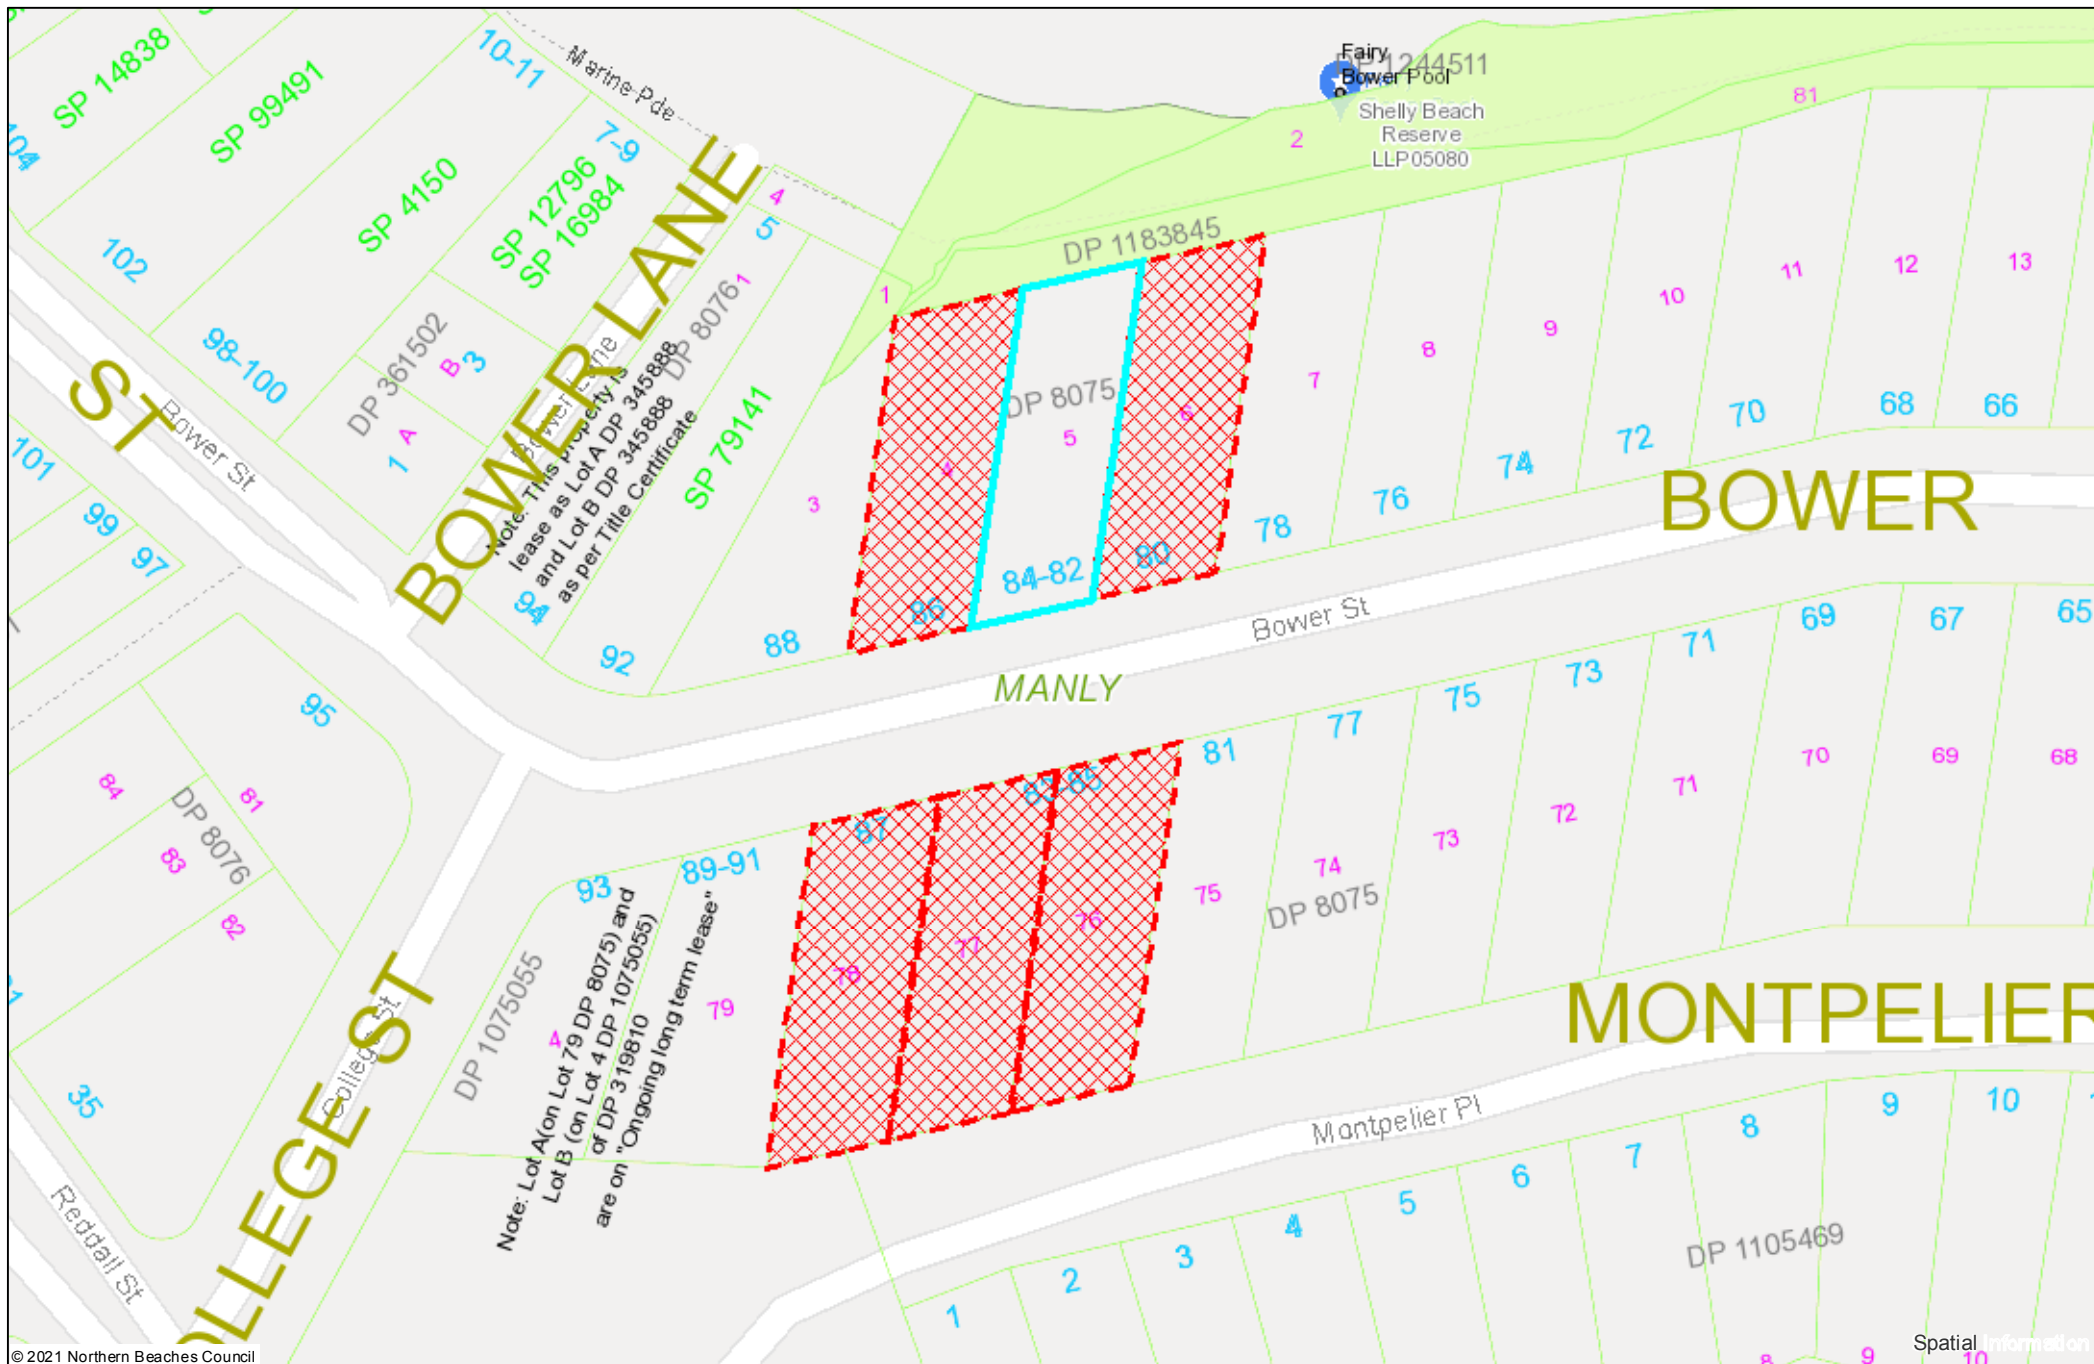 SP 14838
SP 99491
10-11
Marine Pde
104
SP 4150
7-9
SP 12796
SP 16984
BOWER LANE
Bower Lane
4
5
Fairy
Bower Pool
DP 1244511
Shelly Beach
Reserve
LLP05080
2
81
DP 1183845
102
98-100
DP 361502
B
3
A
1
DP 8076
1
1
Note: This property is
lease as Lot A DP 345888
and Lot B DP 345888
as per Title Certificate
SP 79141
3
4
DP 8075
5
6
7
8
9
10
11
12
13
ST
Bower St
101
99
97
94
92
88
86
84-82
80
78
76
74
72
70
68
66
BOWER
Bower St
MANLY
95
81
77
75
73
71
69
67
65
84
81
DP 8076
83
82
93
89-91
87
83-85
DP 1075055
4
Note: Lot A(on Lot 79 DP 8075) and
Lot B (on Lot 4 DP 1075055)
of DP 319810
are on "Ongoing long term lease"
79
78
77
76
75
74
DP 8075
73
72
71
70
69
68
35
COLLEGE ST
College St
Reddall St
MONTPELIER
Montpelier Pl
1
2
3
4
5
6
7
8
9
10
DP 1105469
8
9
10
© 2021 Northern Beaches Council
Spatial Information